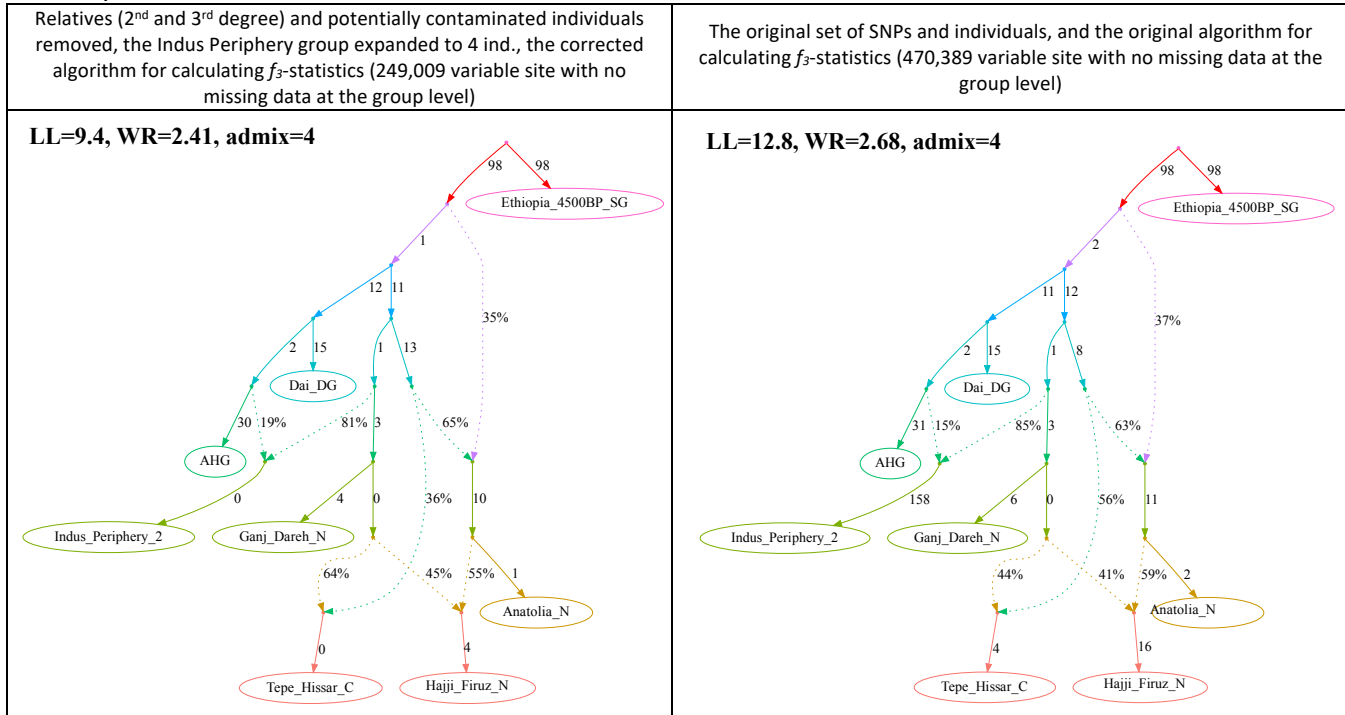 Relatives (2nd and 3rd degree) and potentially contaminated individuals
removed, the Indus Periphery group expanded to 4 ind., the corrected
algorithm for calculating f3-statistics (249,009 variable site with no
missing data at the group level)
The original set of SNPs and individuals, and the original algorithm for
calculating f3-statistics (470,389 variable site with no missing data at the
group level)
LL=9.4, WR=2.41, admix=4
98
98
Ethiopia_4500BP_SG
1
12
11
35%
2
15
1
13
Dai_DG
30
19%
81%
3
65%
AHG
0
4
0
36%
10
Indus_Periphery_2
Ganj_Dareh_N
64%
45%
55%
1
Anatolia_N
0
4
Tepe_Hissar_C
Hajji_Firuz_N
LL=12.8, WR=2.68, admix=4
98
98
Ethiopia_4500BP_SG
2
11
12
37%
2
15
1
8
Dai_DG
31
15%
85%
3
63%
AHG
158
6
0
56%
11
Indus_Periphery_2
Ganj_Dareh_N
44%
41%
59%
2
Anatolia_N
4
16
Tepe_Hissar_C
Hajji_Firuz_N